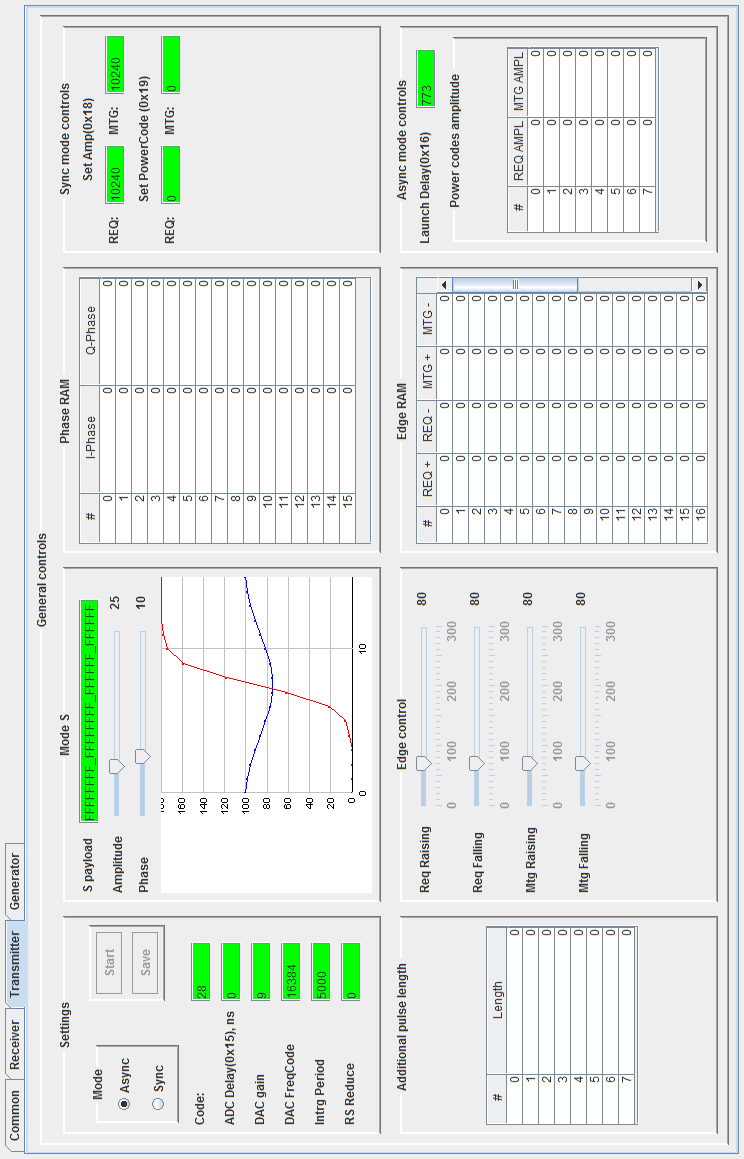 Common
Receiver
Transmitter
Generator
General controls
Settings
Mode
Async
Sync
Start
Save
Code:
28
ADC Delay(0x15), ns
0
DAC gain
9
DAC FreqCode
16384
Intrg Period
5000
RS Reduce
0
Mode S
S payload
FFFFFFFF_FFFFFFFF_FFFFFF_FFFFFF
Amplitude
25
Phase
10
160
140
120
100
80
60
40
20
0
0
10
Phase RAM
# I-Phase Q-Phase
0 0 0
1 0 0
2 0 0
3 0 0
4 0 0
5 0 0
6 0 0
7 0 0
8 0 0
9 0 0
10 0 0
11 0 0
12 0 0
13 0 0
14 0 0
15 0 0
Sync mode controls
Set Amp(0x18)
REQ: 10240 MTG: 10240
Set PowerCode (0x19)
REQ: 0 MTG: 0
Additional pulse length
# Length
0 0
1 0
2 0
3 0
4 0
5 0
6 0
7 0
Edge control
Req Raising
80
0 100 200 300
Req Falling
80
0 100 200 300
Mtg Raising
80
0 100 200 300
Mtg Falling
80
0 100 200 300
Edge RAM
# REQ + REQ - MTG + MTG -
0 0 0 0 0
1 0 0 0 0
2 0 0 0 0
3 0 0 0 0
4 0 0 0 0
5 0 0 0 0
6 0 0 0 0
7 0 0 0 0
8 0 0 0 0
9 0 0 0 0
10 0 0 0 0
11 0 0 0 0
12 0 0 0 0
13 0 0 0 0
14 0 0 0 0
15 0 0 0 0
16 0 0 0 0
Async mode controls
Launch Delay(0x16)
773
Power codes amplitude
# REQ AMPL MTG AMPL
0 0 0
1 0 0
2 0 0
3 0 0
4 0 0
5 0 0
6 0 0
7 0 0